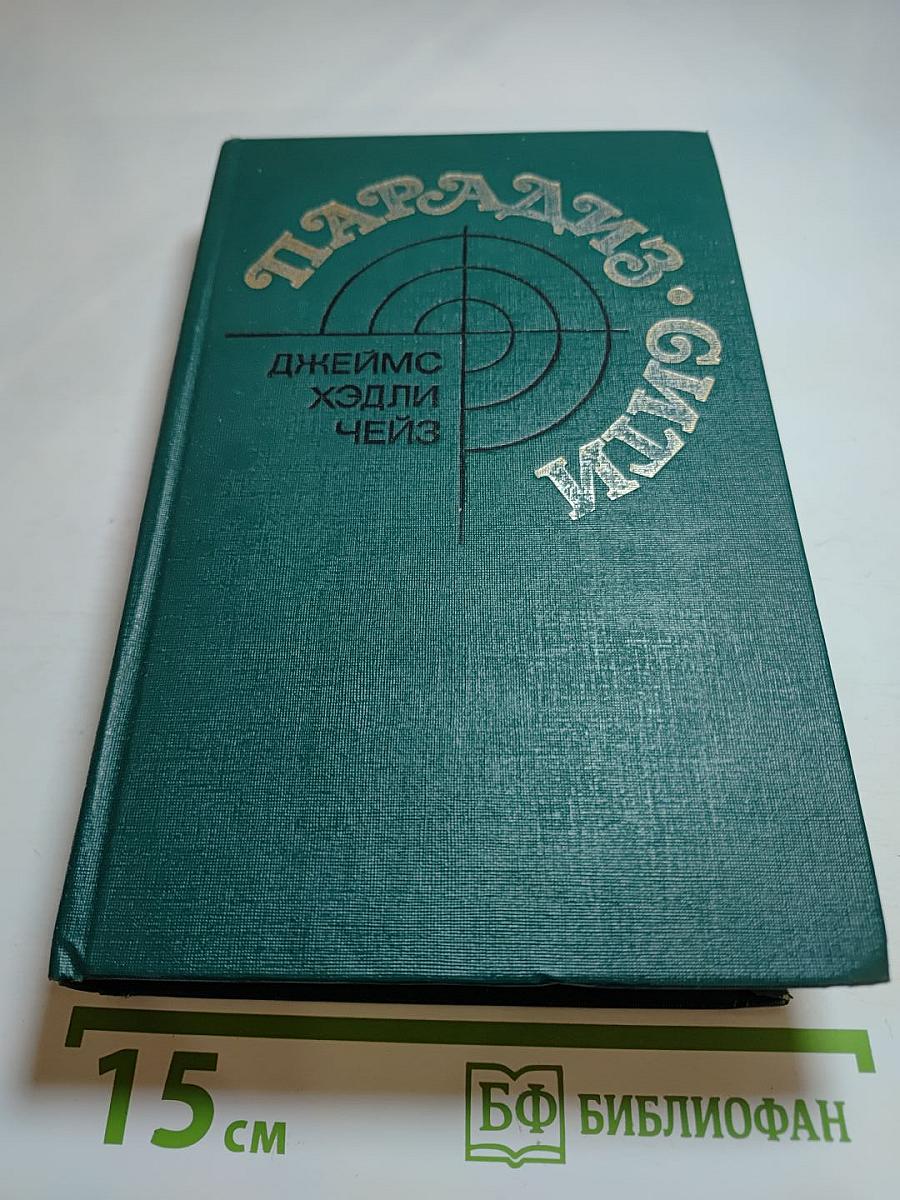 ПАРАДИЗ · СИТИ
ДЖЕЙМС
ХЭДЛИ
ЧЕЙЗ
15 см
БФ БИБЛИОФАН